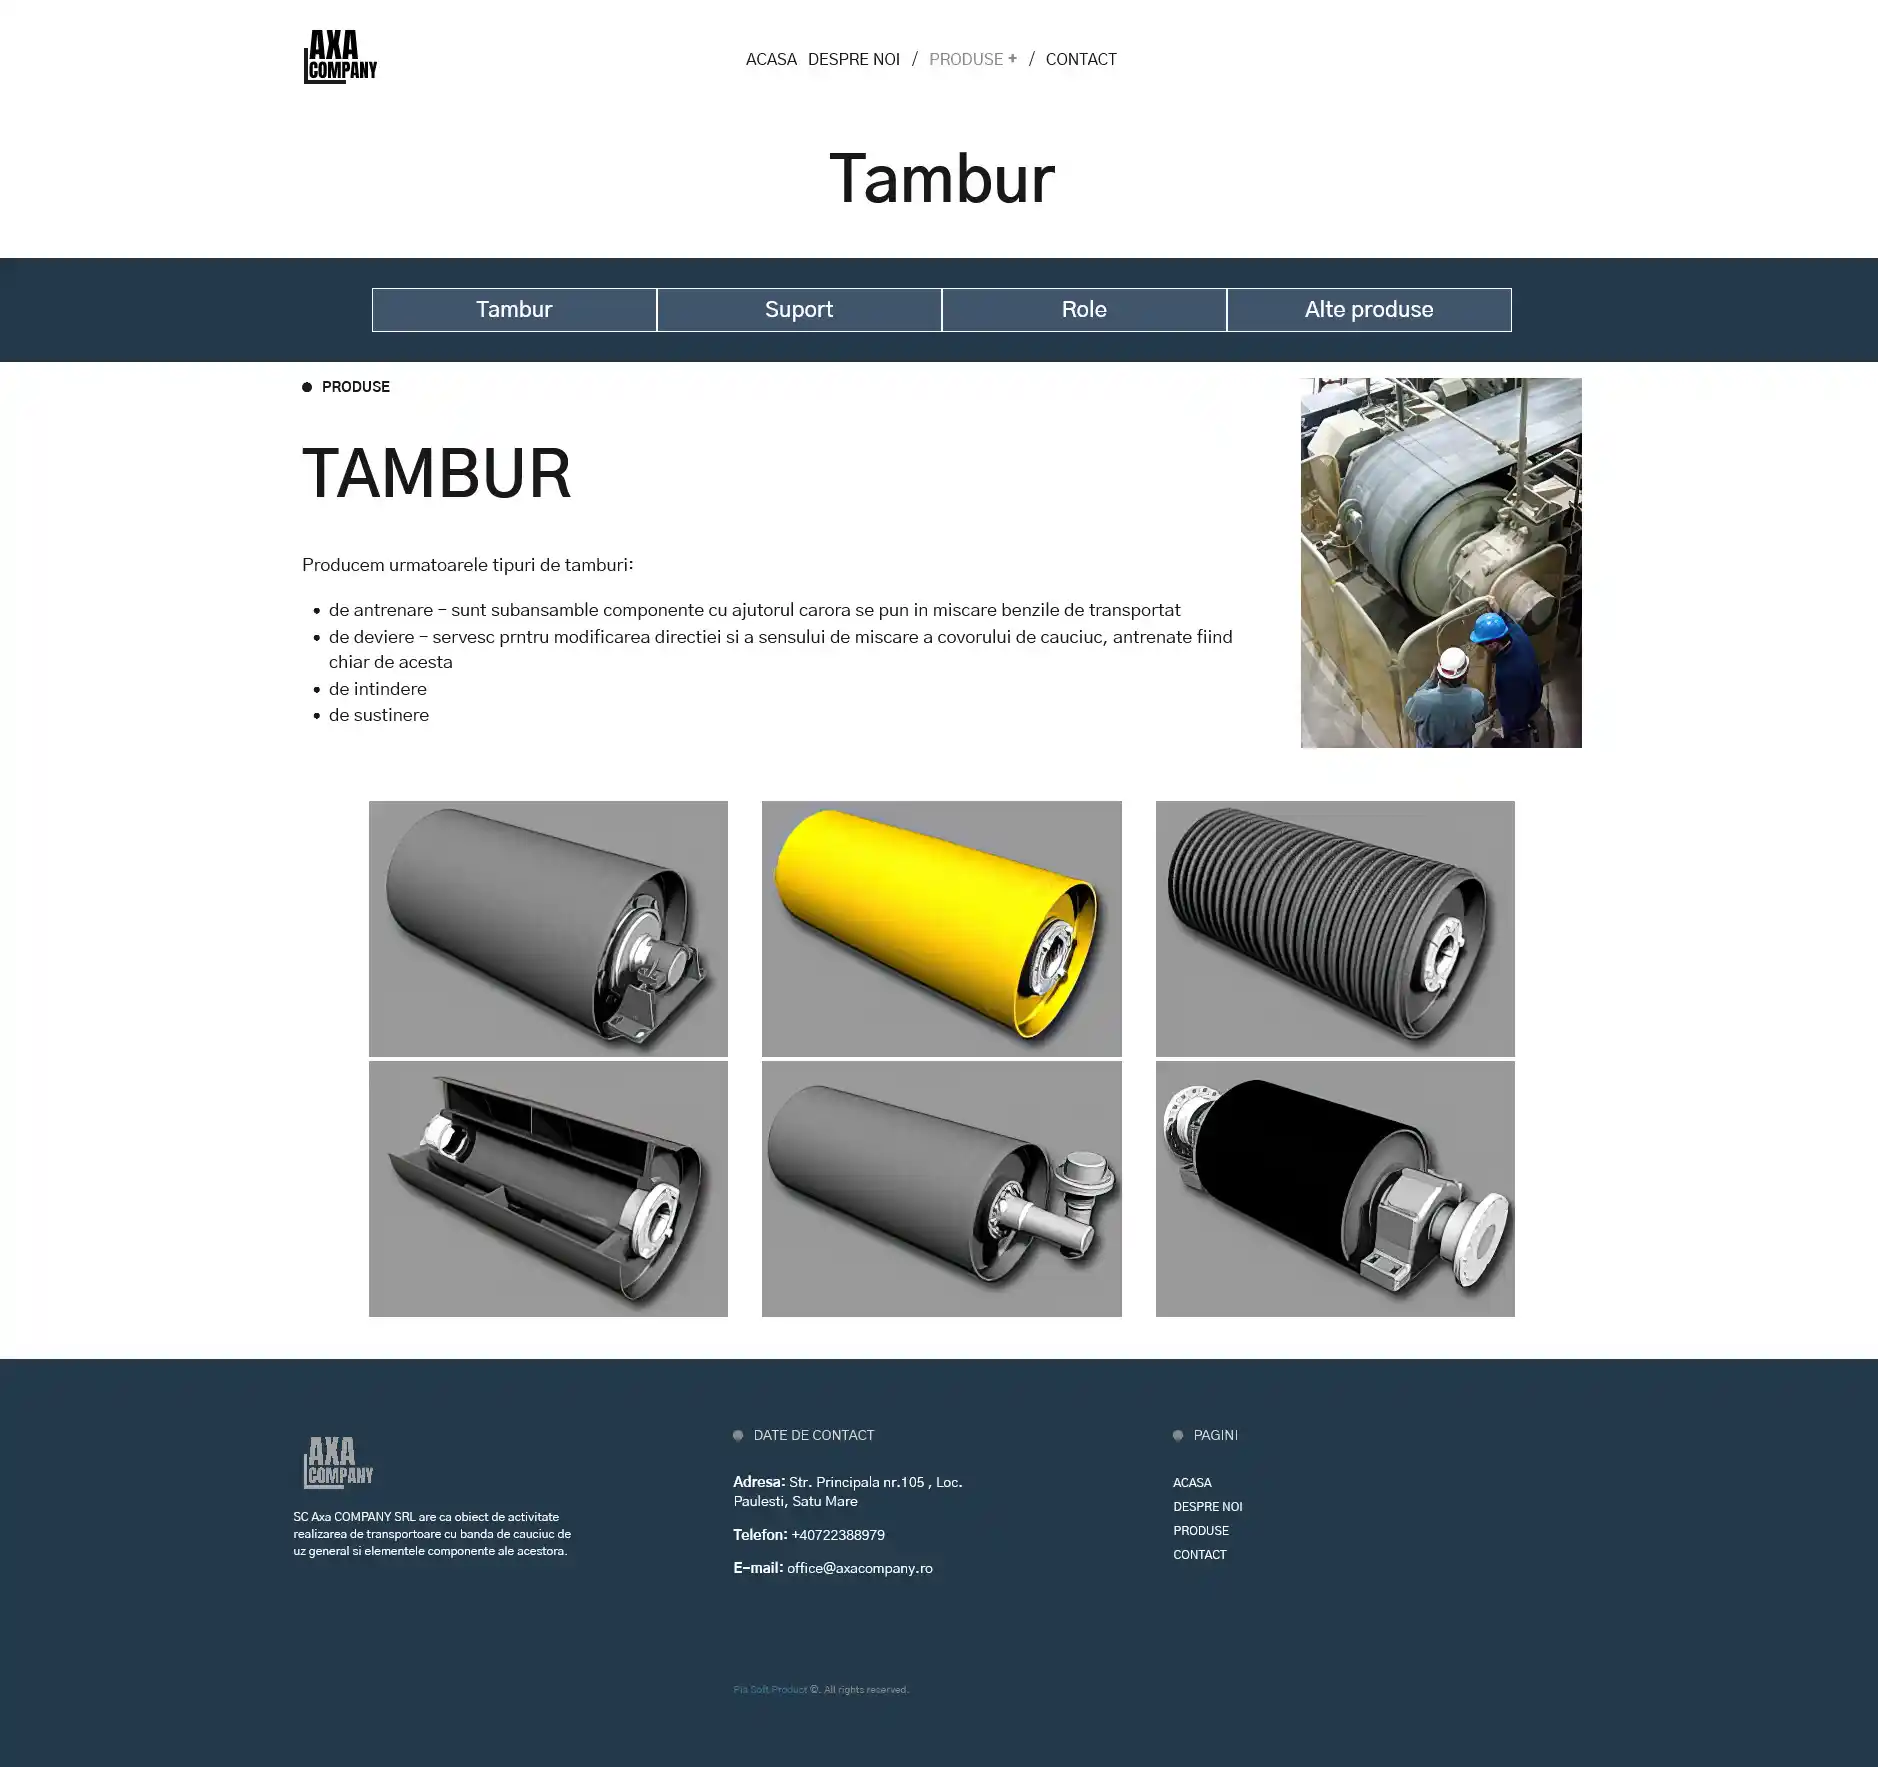 AXA
COMPANY
ACASA DESPRE NOI / PRODUSE + / CONTACT
Tambur
Tambur Suport Role Alte produse
PRODUSE
TAMBUR
Producem urmatoarele tipuri de tamburi:
• de antrenare – sunt subansamble componente cu ajutorul carora se pun in miscare benzile de transportat
• de deviere – servesc prntru modificarea directiei si a sensului de miscare a covorului de cauciuc, antrenate fiind
chiar de acesta
• de intindere
• de sustinere
AXA
COMPANY
SC Axa COMPANY SRL are ca obiect de activitate
realizarea de transportoare cu banda de cauciuc de
uz general si elementele componente ale acestora.
DATE DE CONTACT
Adresa: Str. Principala nr.105 , Loc.
Paulesti, Satu Mare
Telefon: +40722388979
E-mail: office@axacompany.ro
PAGINI
ACASA
DESPRE NOI
PRODUSE
CONTACT
Pia Soft Product ©. All rights reserved.